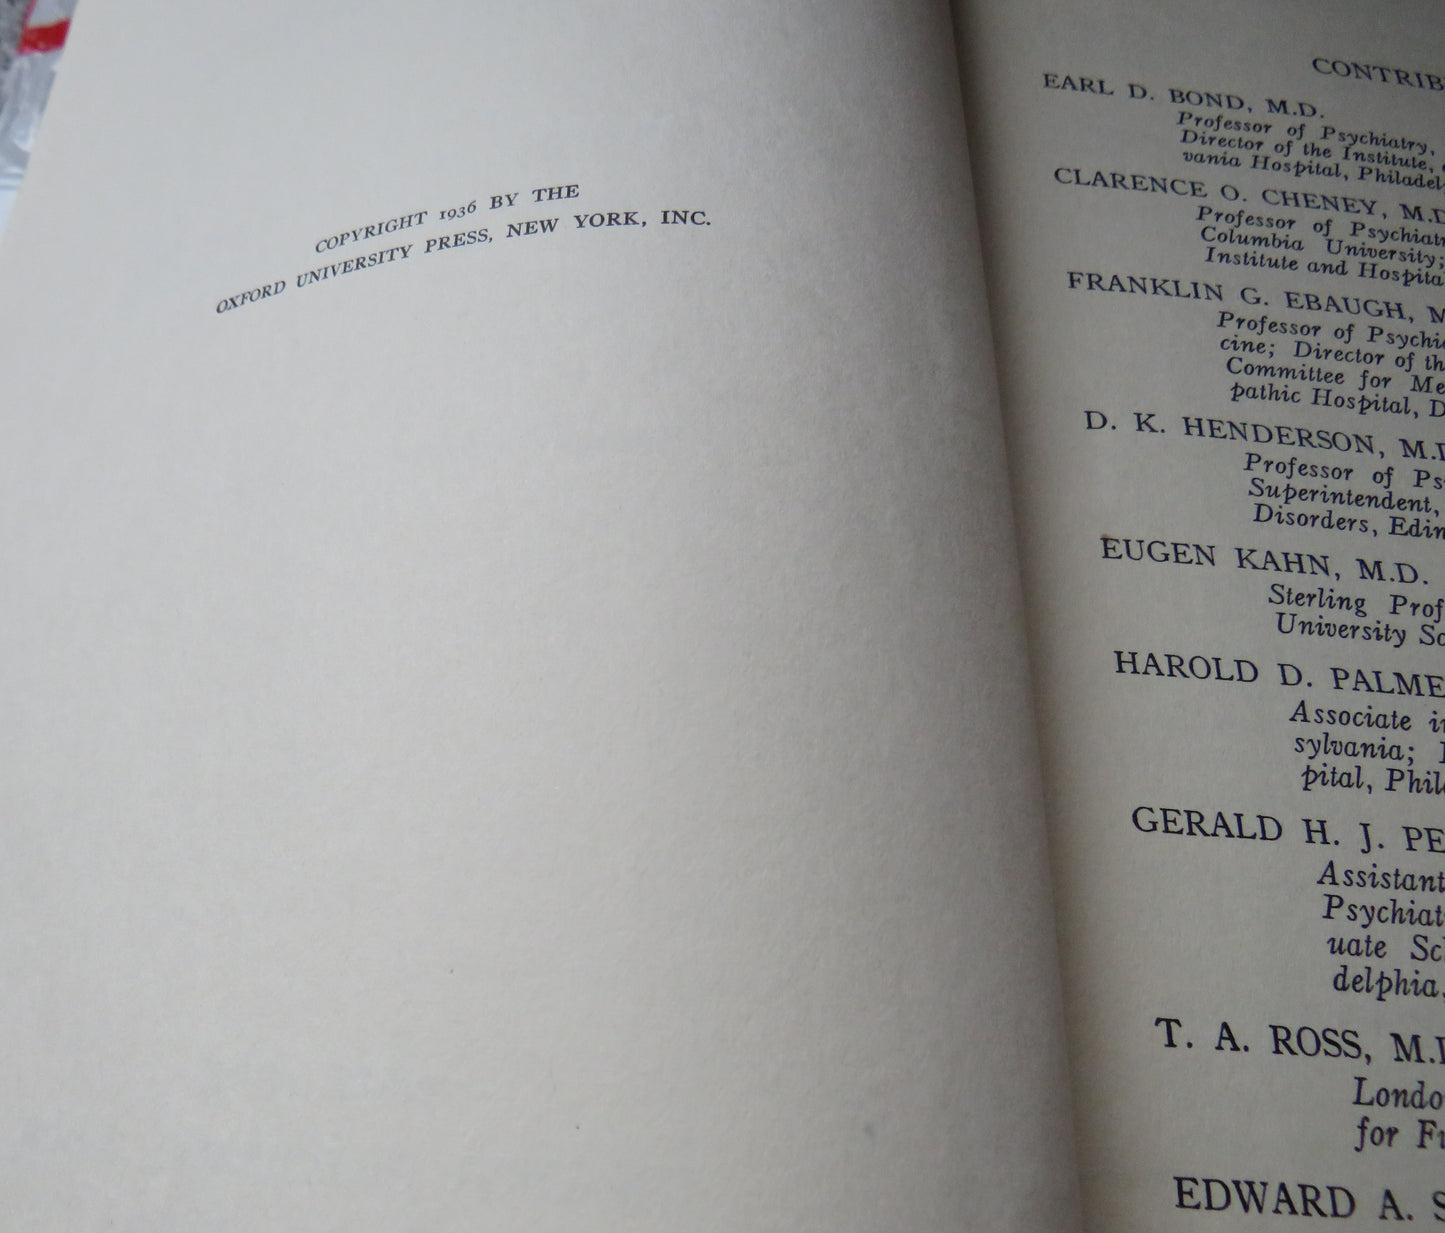 COPYRIGHT 1936 BY THE
OXFORD UNIVERSITY PRESS, NEW YORK, INC.
CONTRIB
EARL D. BOND, M.D.
Professor of Psychiatry,
Director of the Institute,
vania Hospital, Philadel
CLARENCE O. CHENEY, M.D
Professor of Psychiatr
Columbia University;
Institute and Hospita
FRANKLIN G. EBAUGH, M
Professor of Psychi
cine; Director of th
Committee for Me
pathic Hospital, D
D. K. HENDERSON, M.D
Professor of Ps
Superintendent,
Disorders, Edin
EUGEN KAHN, M.D.
Sterling Prof
University Sc
HAROLD D. PALME
Associate i
sylvania;
pital, Phil
GERALD H. J. PE
Assistant
Psychiat
uate Sc
delphia.
T. A. ROSS, M.D
Londo
for Fu
EDWARD A. S